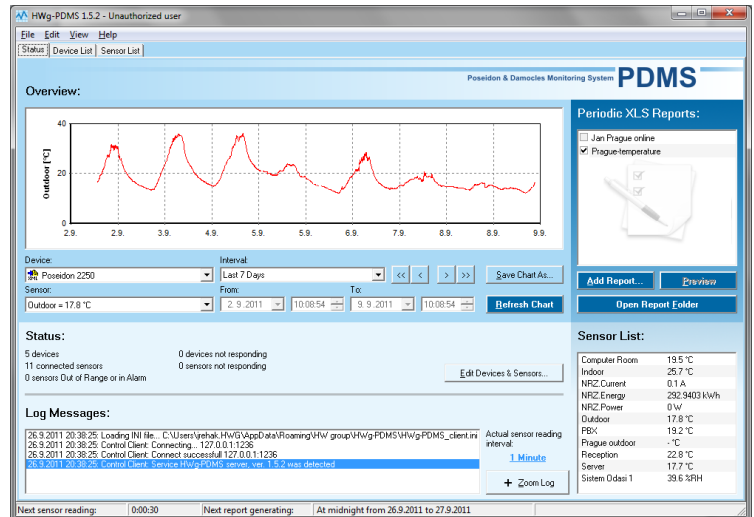 HWg-PDMS 1.5.2 - Unauthorized user
File Edit View Help
Status Device List Sensor List
Poseidon & Damocles Monitoring System PDMS
Overview:
40
20
0
Outdoor [°C]
2.9. 2.9. 3.9. 4.9. 5.9. 6.9. 6.9. 7.9. 8.9. 8.9. 9.9.
Device: Interval:
Poseidon 2250 Last 7 Days << < > >> Save Chart As...
Sensor: From: To:
Outdoor = 17.8 °C 2. 9. 2011 10:08:54 9. 9. 2011 10:08:54 Refresh Chart
Periodic XLS Reports:
Jan Prague online
Prague-temperature
Add Report... Preview
Open Report Folder
Status:
5 devices 0 devices not responding
11 connected sensors 0 sensors not responding
0 sensors Out of Range or in Alarm
Edit Devices & Sensors...
Log Messages:
26.9.2011 20:38:25: Loading INI file... C:\Users\jrehak.HWG\AppData\Roaming\HW group\HWg-PDMS\HWg-PDMS_client.ini
26.9.2011 20:38:25: Control Client: Connecting... 127.0.0.1:1236
26.9.2011 20:38:25: Control Client: Connect successfull 127.0.0.1:1236
26.9.2011 20:38:25: Control Client: Service HWg-PDMS server, ver. 1.5.2 was detected
Actual sensor reading
interval:
1 Minute
+ Zoom Log
Sensor List:
Computer Room 19.5 °C
Indoor 25.7 °C
NRZ.Current 0.1 A
NRZ.Energy 292.9403 kWh
NRZ.Power 0 W
Outdoor 17.8 °C
PBX 19.2 °C
Prague outdoor - °C
Reception 22.8 °C
Server 17.7 °C
Sistem Odasi 1 39.6 %RH
Next sensor reading: 0:00:30 Next report generating: At midnight from 26.9.2011 to 27.9.2011